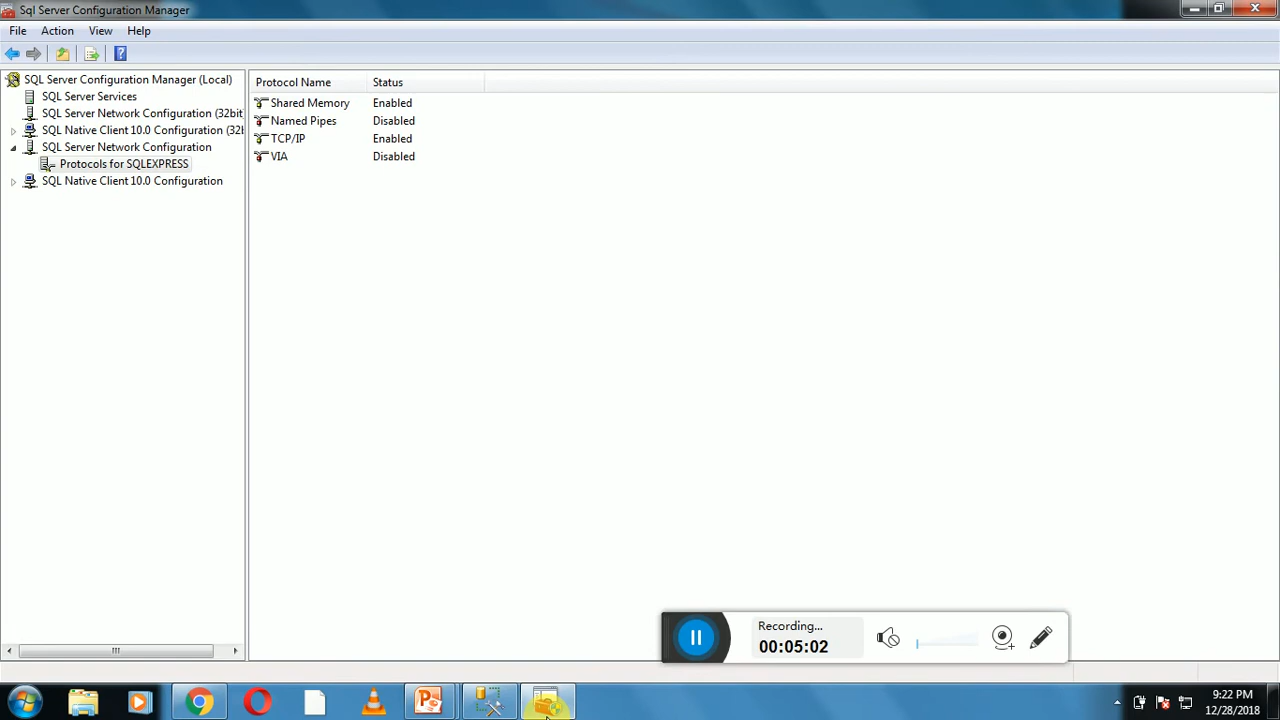 Sql Server Configuration Manager
File Action View Help
SQL Server Configuration Manager (Local)
SQL Server Services
SQL Server Network Configuration (32bit
SQL Native Client 10.0 Configuration (32b
SQL Server Network Configuration
Protocols for SQLEXPRESS
SQL Native Client 10.0 Configuration
Protocol Name Status
Shared Memory Enabled
Named Pipes Disabled
TCP/IP Enabled
VIA Disabled
Recording...
00:05:02
9:22 PM
12/28/2018